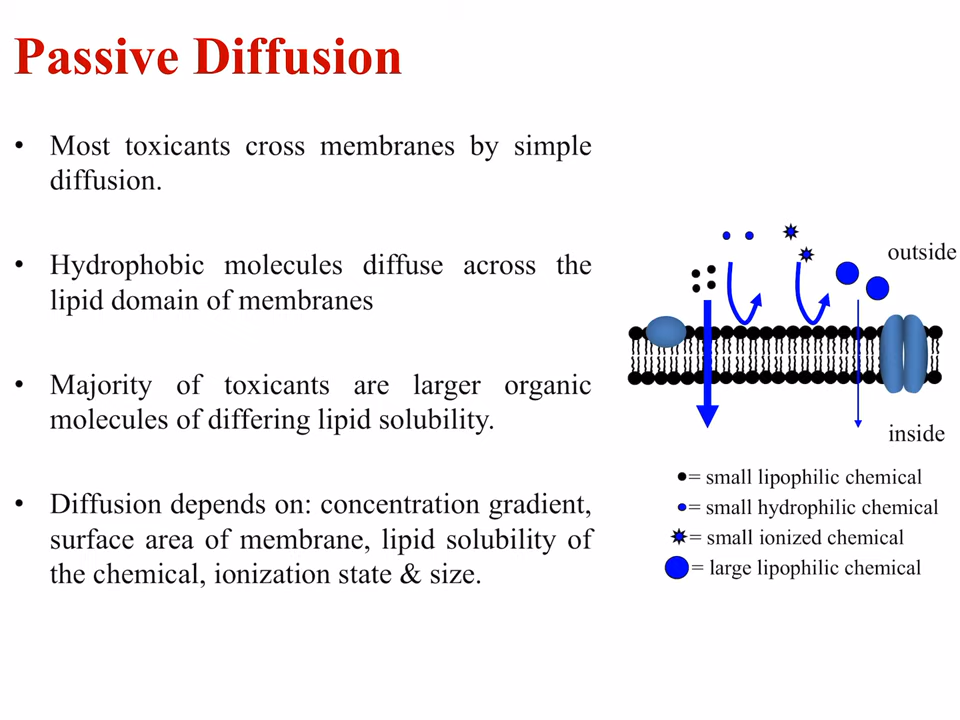 Passive Diffusion
• Most toxicants cross membranes by simple
diffusion.
• Hydrophobic molecules diffuse across the
lipid domain of membranes
• Majority of toxicants are larger organic
molecules of differing lipid solubility.
• Diffusion depends on: concentration gradient,
surface area of membrane, lipid solubility of
the chemical, ionization state & size.
outside
inside
= small lipophilic chemical
= small hydrophilic chemical
= small ionized chemical
= large lipophilic chemical